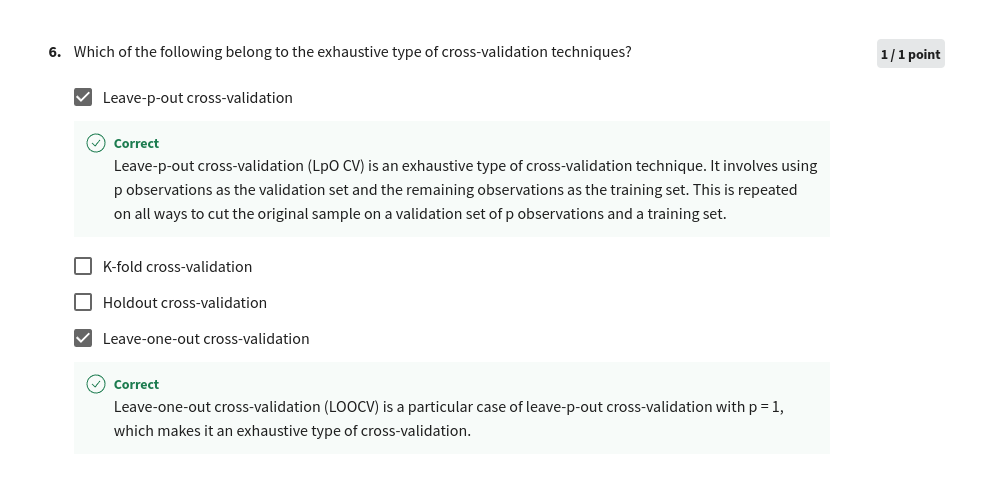 6. Which of the following belong to the exhaustive type of cross-validation techniques?
1 / 1 point
Leave-p-out cross-validation
Correct
Leave-p-out cross-validation (LpO CV) is an exhaustive type of cross-validation technique. It involves using
p observations as the validation set and the remaining observations as the training set. This is repeated
on all ways to cut the original sample on a validation set of p observations and a training set.
K-fold cross-validation
Holdout cross-validation
Leave-one-out cross-validation
Correct
Leave-one-out cross-validation (LOOCV) is a particular case of leave-p-out cross-validation with p = 1,
which makes it an exhaustive type of cross-validation.